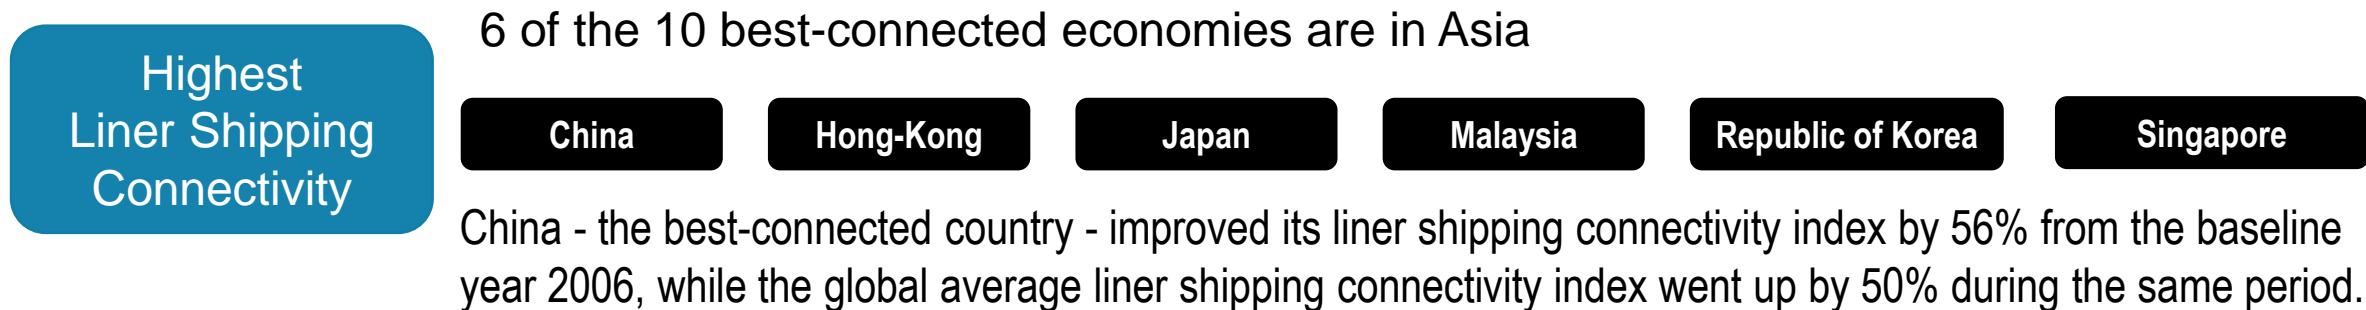 Highest
Liner Shipping
Connectivity
6 of the 10 best-connected economies are in Asia
China
Hong-Kong
Japan
Malaysia
Republic of Korea
Singapore
China - the best-connected country - improved its liner shipping connectivity index by 56% from the baseline
year 2006, while the global average liner shipping connectivity index went up by 50% during the same period.